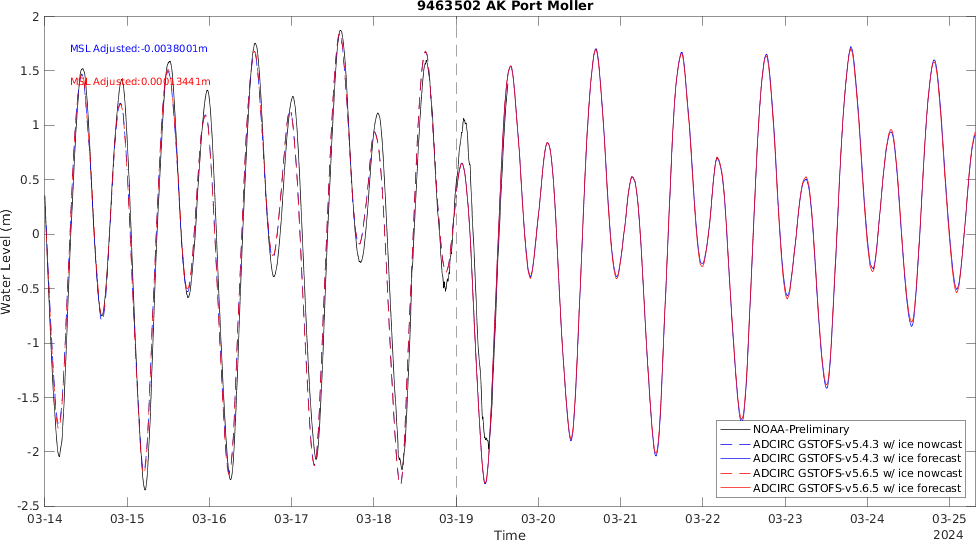 9463502 AK Port Moller
MSL Adjusted:-0.0038001m
MSL Adjusted:0.00013441m
2
1.5
1
0.5
0
-0.5
-1
-1.5
-2
-2.5
Water Level (m)
NOAA-Preliminary
ADCIRC GSTOFS-v5.4.3 w/ ice nowcast
ADCIRC GSTOFS-v5.4.3 w/ ice forecast
ADCIRC GSTOFS-v5.6.5 w/ ice nowcast
ADCIRC GSTOFS-v5.6.5 w/ ice forecast
03-14 03-15 03-16 03-17 03-18 03-19 03-20 03-21 03-22 03-23 03-24 03-25
Time
2024